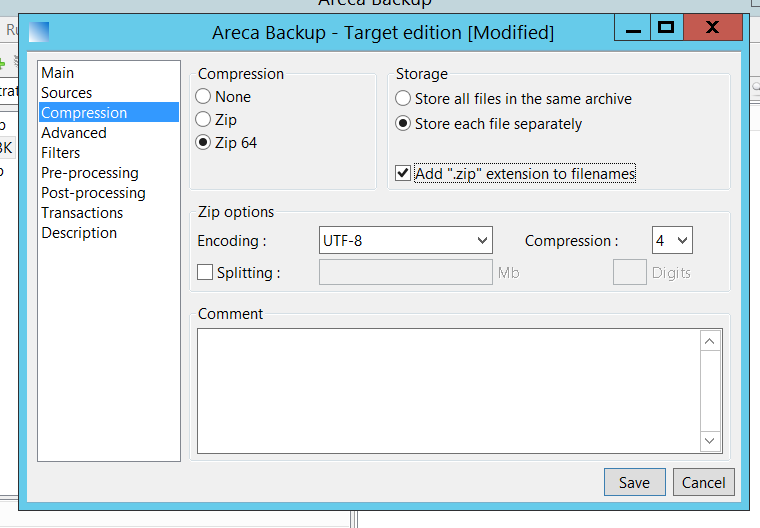 Areca Backup
Areca Backup - Target edition [Modified]
Main
Sources
Compression
Advanced
Filters
Pre-processing
Post-processing
Transactions
Description
Compression
None
Zip
Zip 64
Storage
Store all files in the same archive
Store each file separately
Add ".zip" extension to filenames
Zip options
Encoding :
UTF-8
Compression :
4
Splitting :
Mb
Digits
Comment
Save
Cancel